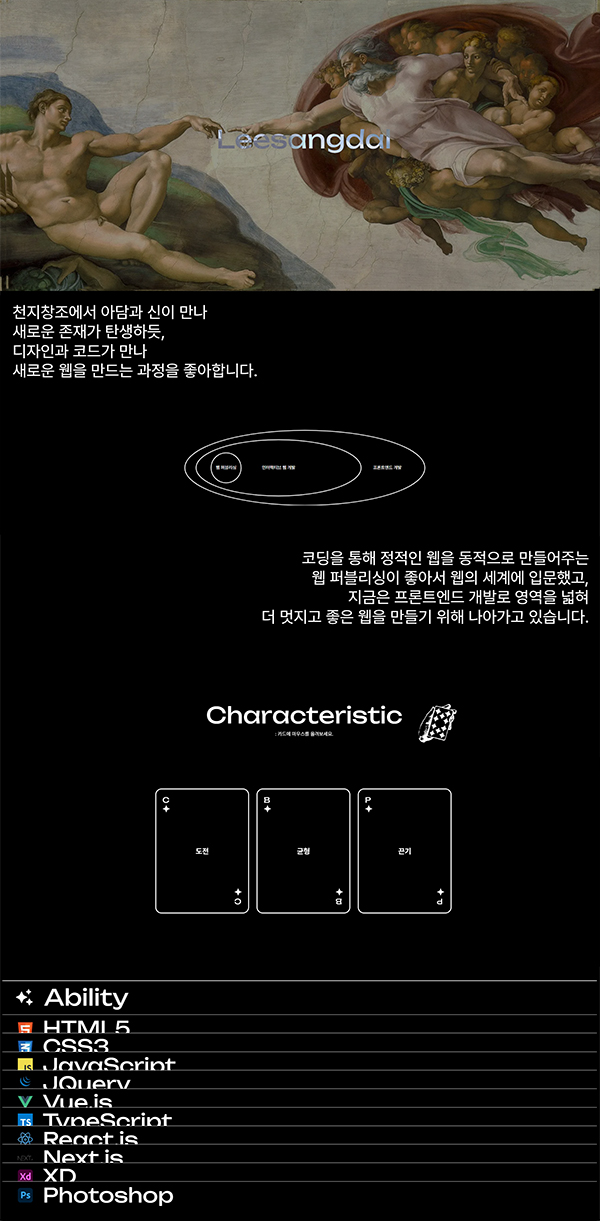 Leesangdal
천지창조에서 아담과 신이 만나
새로운 존재가 탄생하듯,
디자인과 코드가 만나
새로운 웹을 만드는 과정을 좋아합니다.
웹 퍼블리싱
인터랙티브 웹 개발
프론트엔드 개발
코딩을 통해 정적인 웹을 동적으로 만들어주는
웹 퍼블리싱이 좋아서 웹의 세계에 입문했고,
지금은 프론트엔드 개발로 영역을 넓혀
더 멋지고 좋은 웹을 만들기 위해 나아가고 있습니다.
Characteristic
: 카드에 마우스를 올려보세요.
C
도전
C
B
균형
B
P
끈기
P
Ability
HTML5
CSS3
JS JavaScript
JQuery
Vue.js
TS TypeScript
React.js
NEXT.js Next.js
Xd XD
Ps Photoshop